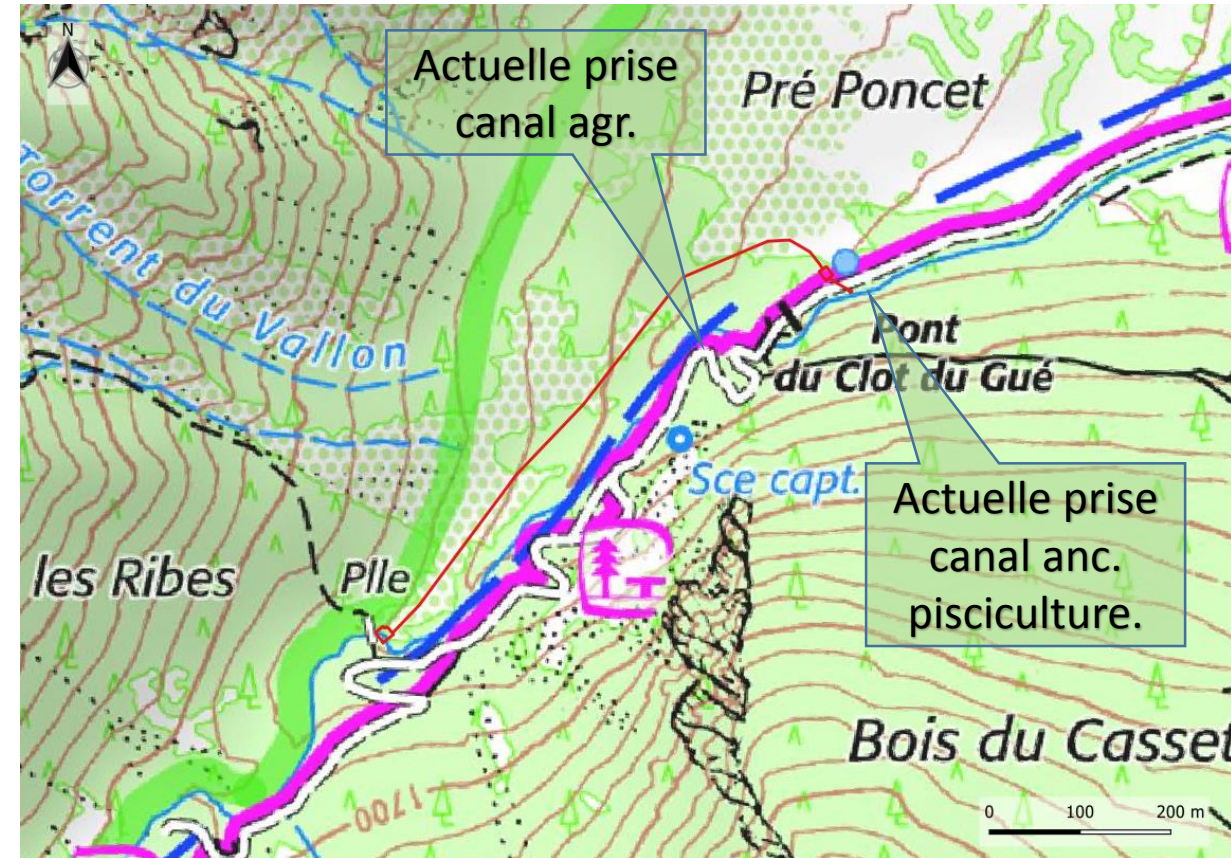 N
Actuelle prise
canal agr.
Pré Poncet
Torrent du Vallon
Pont
du Clot du Gué
Sce capt.
Actuelle prise
canal anc.
pisciculture.
les Ribes
Plle
Bois du Casset
1700
0 100 200 m